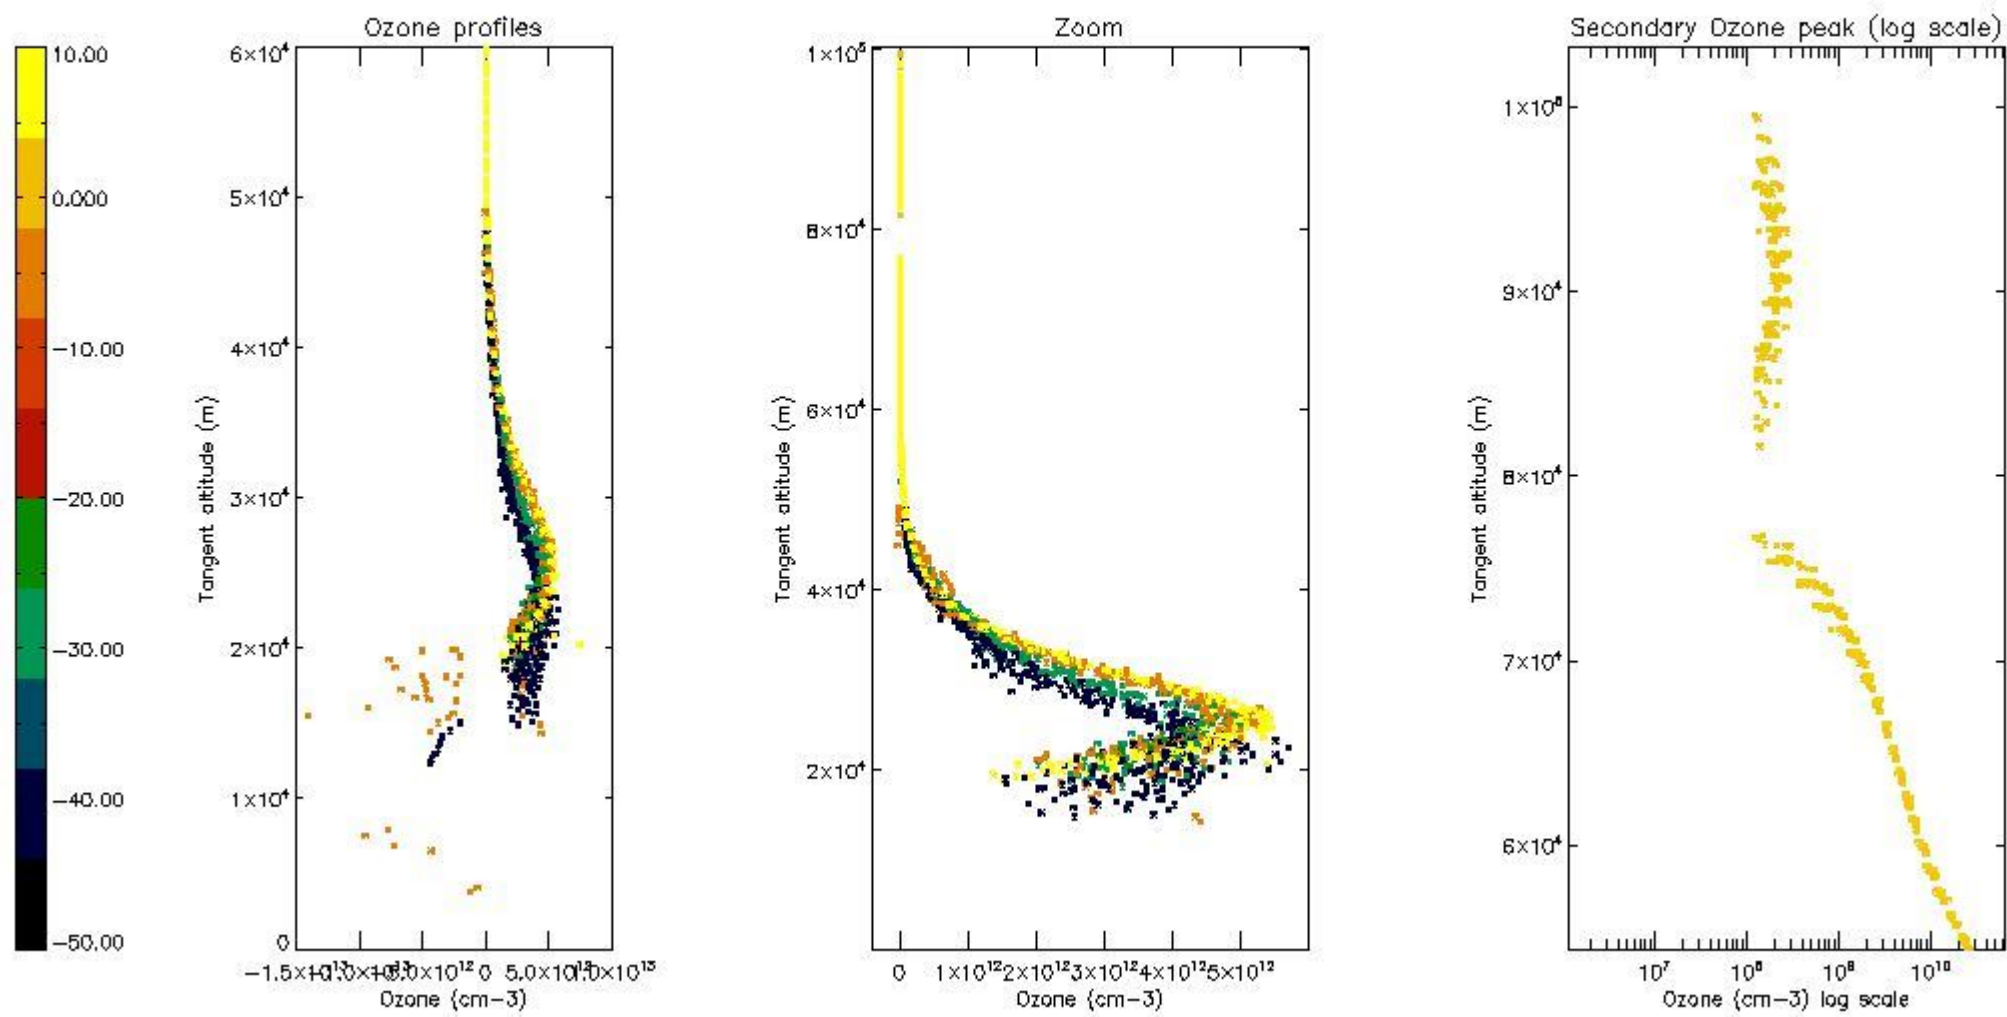 Ozone profiles
Zoom
Secondary Ozone peak (log scale)
10.00
0.000
−10.00
−20.00
−30.00
−40.00
−50.00
6×10⁴
5×10⁴
4×10⁴
3×10⁴
2×10⁴
1×10⁴
0
Tangent altitude (m)
0
Ozone (cm−3)
1×10⁵
8×10⁴
6×10⁴
4×10⁴
2×10⁴
Tangent altitude (m)
0 1×10¹² 2×10¹² 3×10¹² 4×10¹² 5×10¹²
Ozone (cm−3)
9×10⁴
8×10⁴
7×10⁴
6×10⁴
Tangent altitude (m)
10⁷ 10⁸ 10⁹ 10¹⁰
Ozone (cm−3) log scale